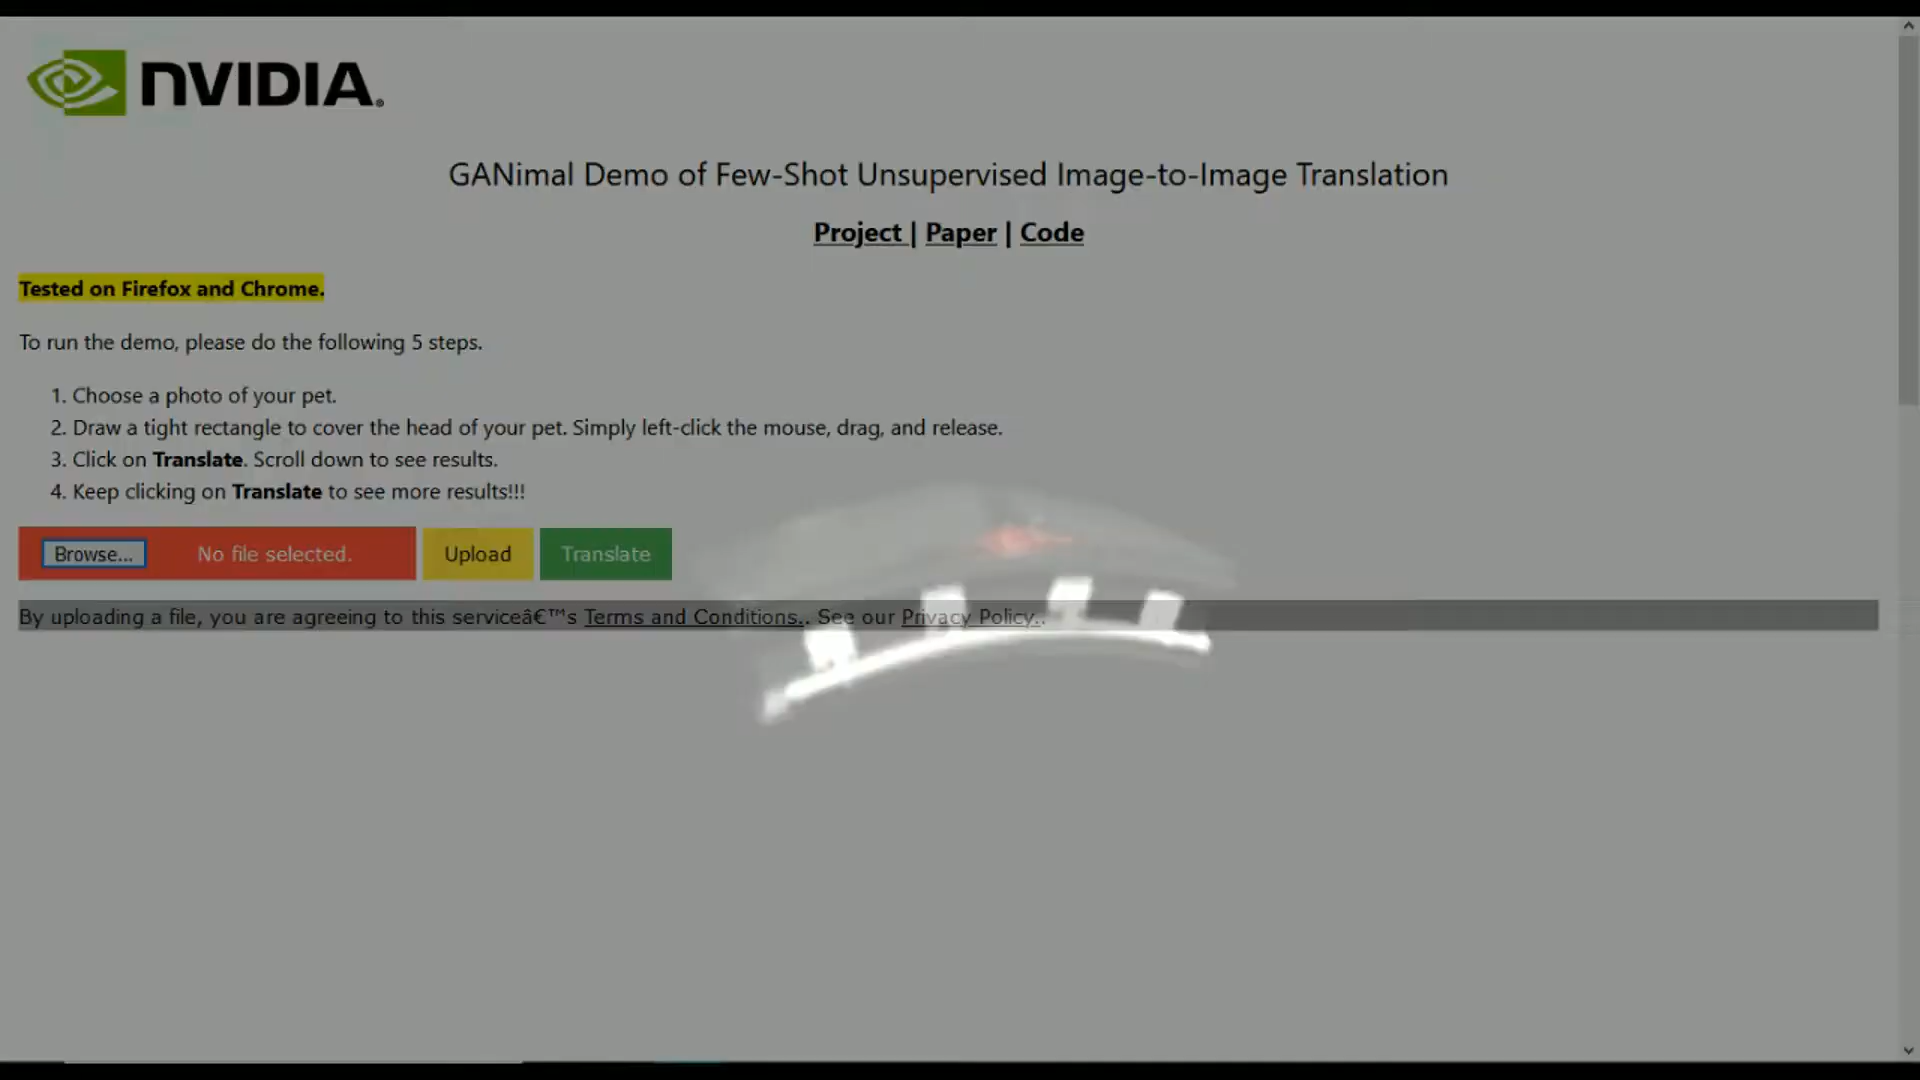 NVIDIA.
GANimal Demo of Few-Shot Unsupervised Image-to-Image Translation
Project | Paper | Code
Tested on Firefox and Chrome.
To run the demo, please do the following 5 steps.
1. Choose a photo of your pet.
2. Draw a tight rectangle to cover the head of your pet. Simply left-click the mouse, drag, and release.
3. Click on Translate. Scroll down to see results.
4. Keep clicking on Translate to see more results!!!
Browse... No file selected. Upload Translate
By uploading a file, you are agreeing to this serviceâ€™s Terms and Conditions.. See our Privacy Policy..